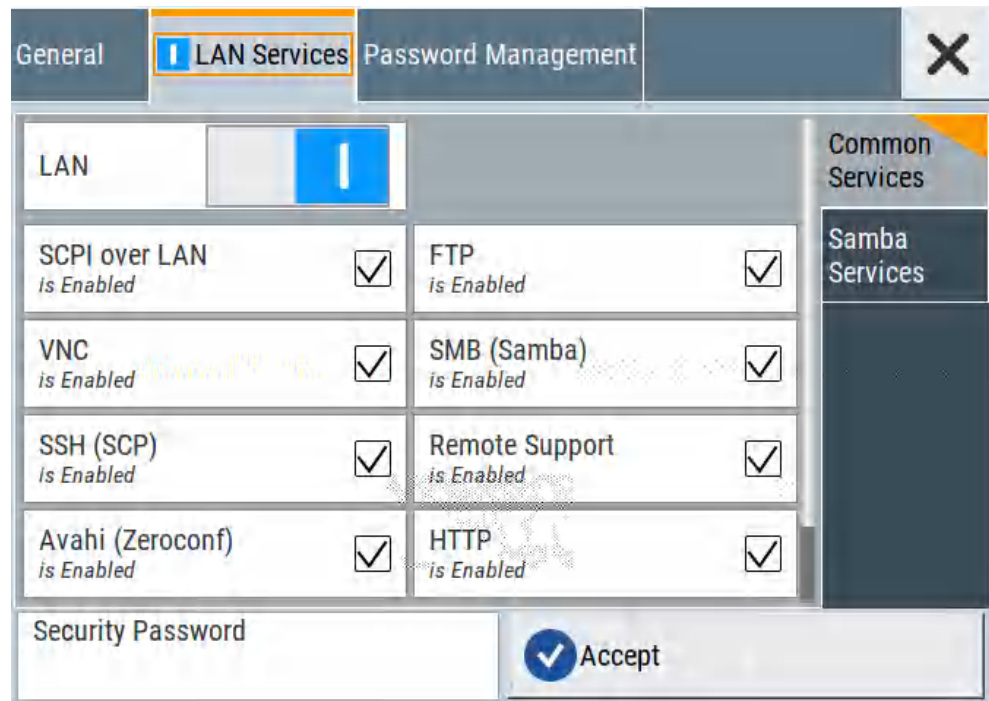 General
LAN Services
Password Management
LAN
Common
Services
Samba
Services
SCPI over LAN
is Enabled
FTP
is Enabled
VNC
is Enabled
SMB (Samba)
is Enabled
SSH (SCP)
is Enabled
Remote Support
is Enabled
Avahi (Zeroconf)
is Enabled
HTTP
is Enabled
Security Password
Accept